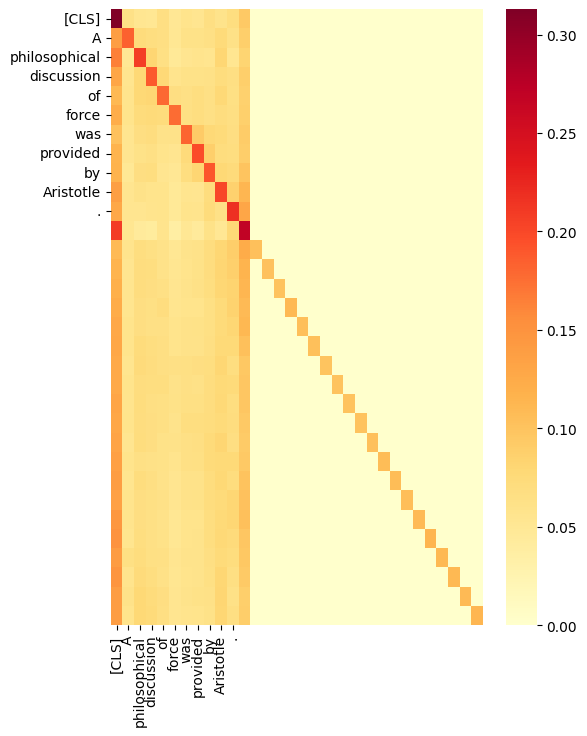 [CLS]
A
philosophical
discussion
of
force
was
provided
by
Aristotle
.
0.30
0.25
0.20
0.15
0.10
0.05
0.00
[CLS]
A
philosophical
discussion
of
force
was
provided
by
Aristotle
.